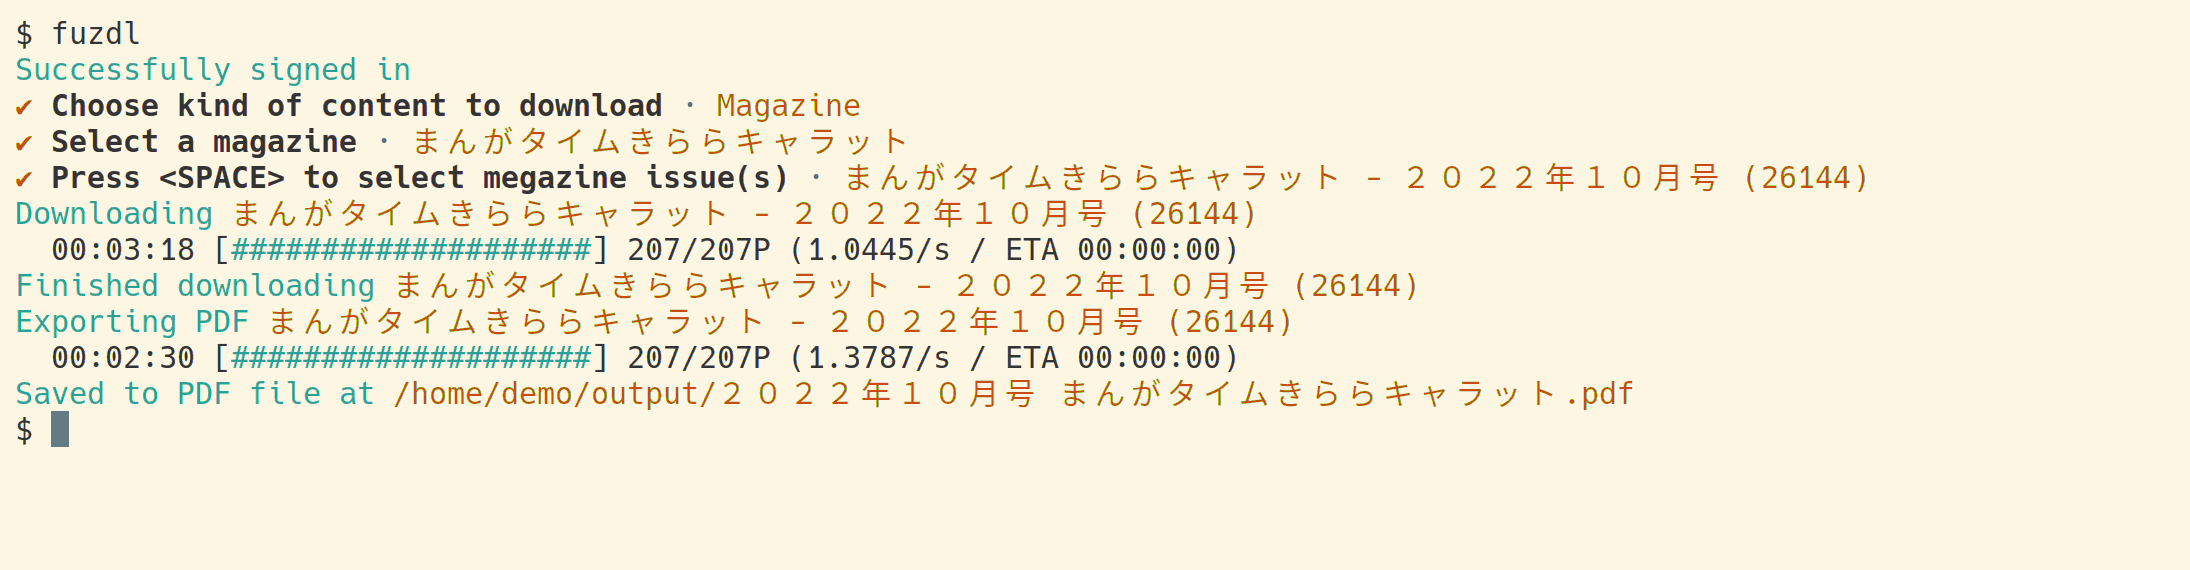 $ fuzdl
Successfully signed in
✔ Choose kind of content to download · Magazine
✔ Select a magazine · まんがタイムきららキャラット
✔ Press <SPACE> to select megazine issue(s) · まんがタイムきららキャラット - ２０２２年１０月号 (26144)
Downloading まんがタイムきららキャラット - ２０２２年１０月号 (26144)
  00:03:18 [####################] 207/207P (1.0445/s / ETA 00:00:00)
Finished downloading まんがタイムきららキャラット - ２０２２年１０月号 (26144)
Exporting PDF まんがタイムきららキャラット - ２０２２年１０月号 (26144)
  00:02:30 [####################] 207/207P (1.3787/s / ETA 00:00:00)
Saved to PDF file at /home/demo/output/２０２２年１０月号 まんがタイムきららキャラット.pdf
$